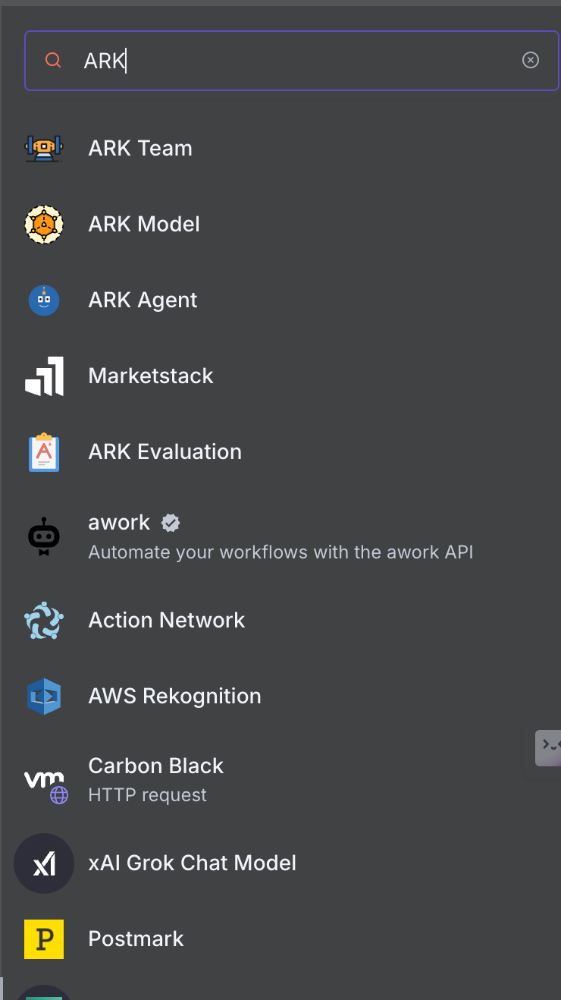 ARK
ARK Team
ARK Model
ARK Agent
Marketstack
ARK Evaluation
awork
Automate your workflows with the awork API
Action Network
AWS Rekognition
vm
Carbon Black
HTTP request
xAI Grok Chat Model
P
Postmark